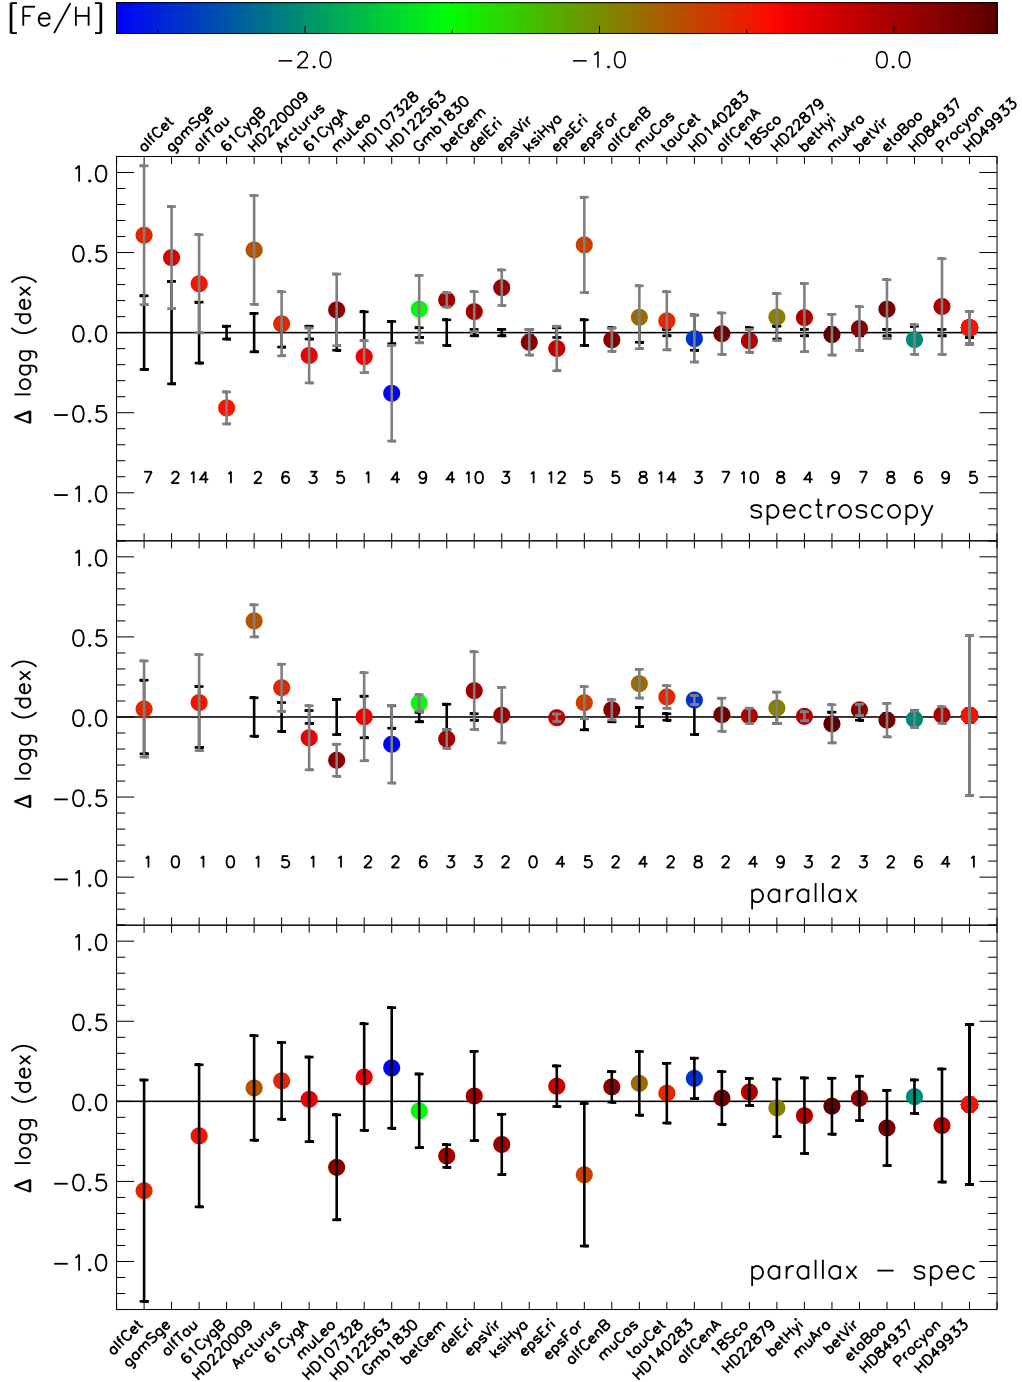 [Fe/H]
−2.0 −1.0 0.0
alfCet gamSge alfTau 61CygB HD220009 Arcturus 61CygA muLeo HD107328 HD122563 Gmb1830 betGem delEri epsVir ksiHya epsEri epsFor alfCenB muCas tauCet HD140283 alfCenA 18Sco HD22879 betHyi muAra betVir etaBoo HD84937 Procyon HD49933
1.0
0.5
0.0
−0.5
−1.0
Δ logg (dex)
7 2 14 1 2 6 3 5 1 4 9 4 10 3 1 12 5 5 8 14 3 7 10 8 4 9 7 8 6 9 5
spectroscopy
1.0
0.5
0.0
−0.5
−1.0
Δ logg (dex)
1 0 1 0 1 5 1 1 2 2 6 3 3 2 0 4 5 2 4 2 8 2 4 9 3 2 3 2 6 4 1
parallax
1.0
0.5
0.0
−0.5
−1.0
Δ logg (dex)
parallax − spec
alfCet gamSge alfTau 61CygB HD220009 Arcturus 61CygA muLeo HD107328 HD122563 Gmb1830 betGem delEri epsVir ksiHya epsEri epsFor alfCenB muCas tauCet HD140283 alfCenA 18Sco HD22879 betHyi muAra betVir etaBoo HD84937 Procyon HD49933